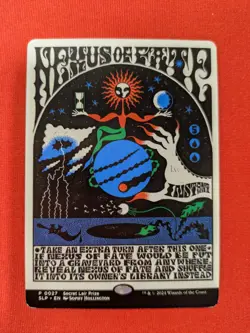 NEXUS OF FATE
5
INSTANT
"TAKE AN EXTRA TURN AFTER THIS ONE.
IF NEXUS OF FATE WOULD BE PUT
INTO A GRAVEYARD FROM ANYWHERE,
REVEAL NEXUS OF FATE AND SHUFFLE
IT INTO ITS OWNER'S LIBRARY INSTEAD
P 0027 Secret Lair Prize
SLP • EN SOPHY HOLLINGTON
™ & © 2023 Wizards of the Coast